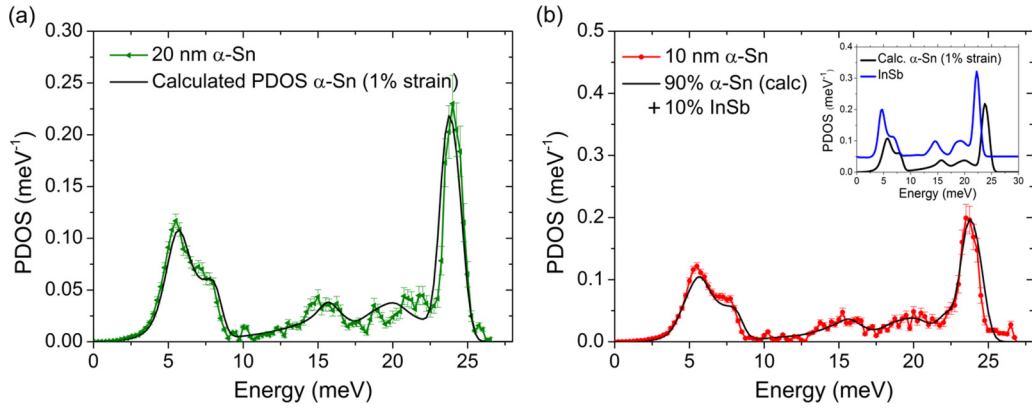 (a)
0.30
0.25
0.20
0.15
0.10
0.05
0.00
PDOS (meV⁻¹)
20 nm α-Sn
Calculated PDOS α-Sn (1% strain)
0 5 10 15 20 25
Energy (meV)
(b)
0.5
0.4
0.3
0.2
0.1
0.0
PDOS (meV⁻¹)
10 nm α-Sn
90% α-Sn (calc)
+ 10% InSb
0 5 10 15 20 25
Energy (meV)
0.4
0.3
0.2
0.1
0.0
PDOS (meV⁻¹)
Calc. α-Sn (1% strain)
InSb
0 5 10 15 20 25 30
Energy (meV)